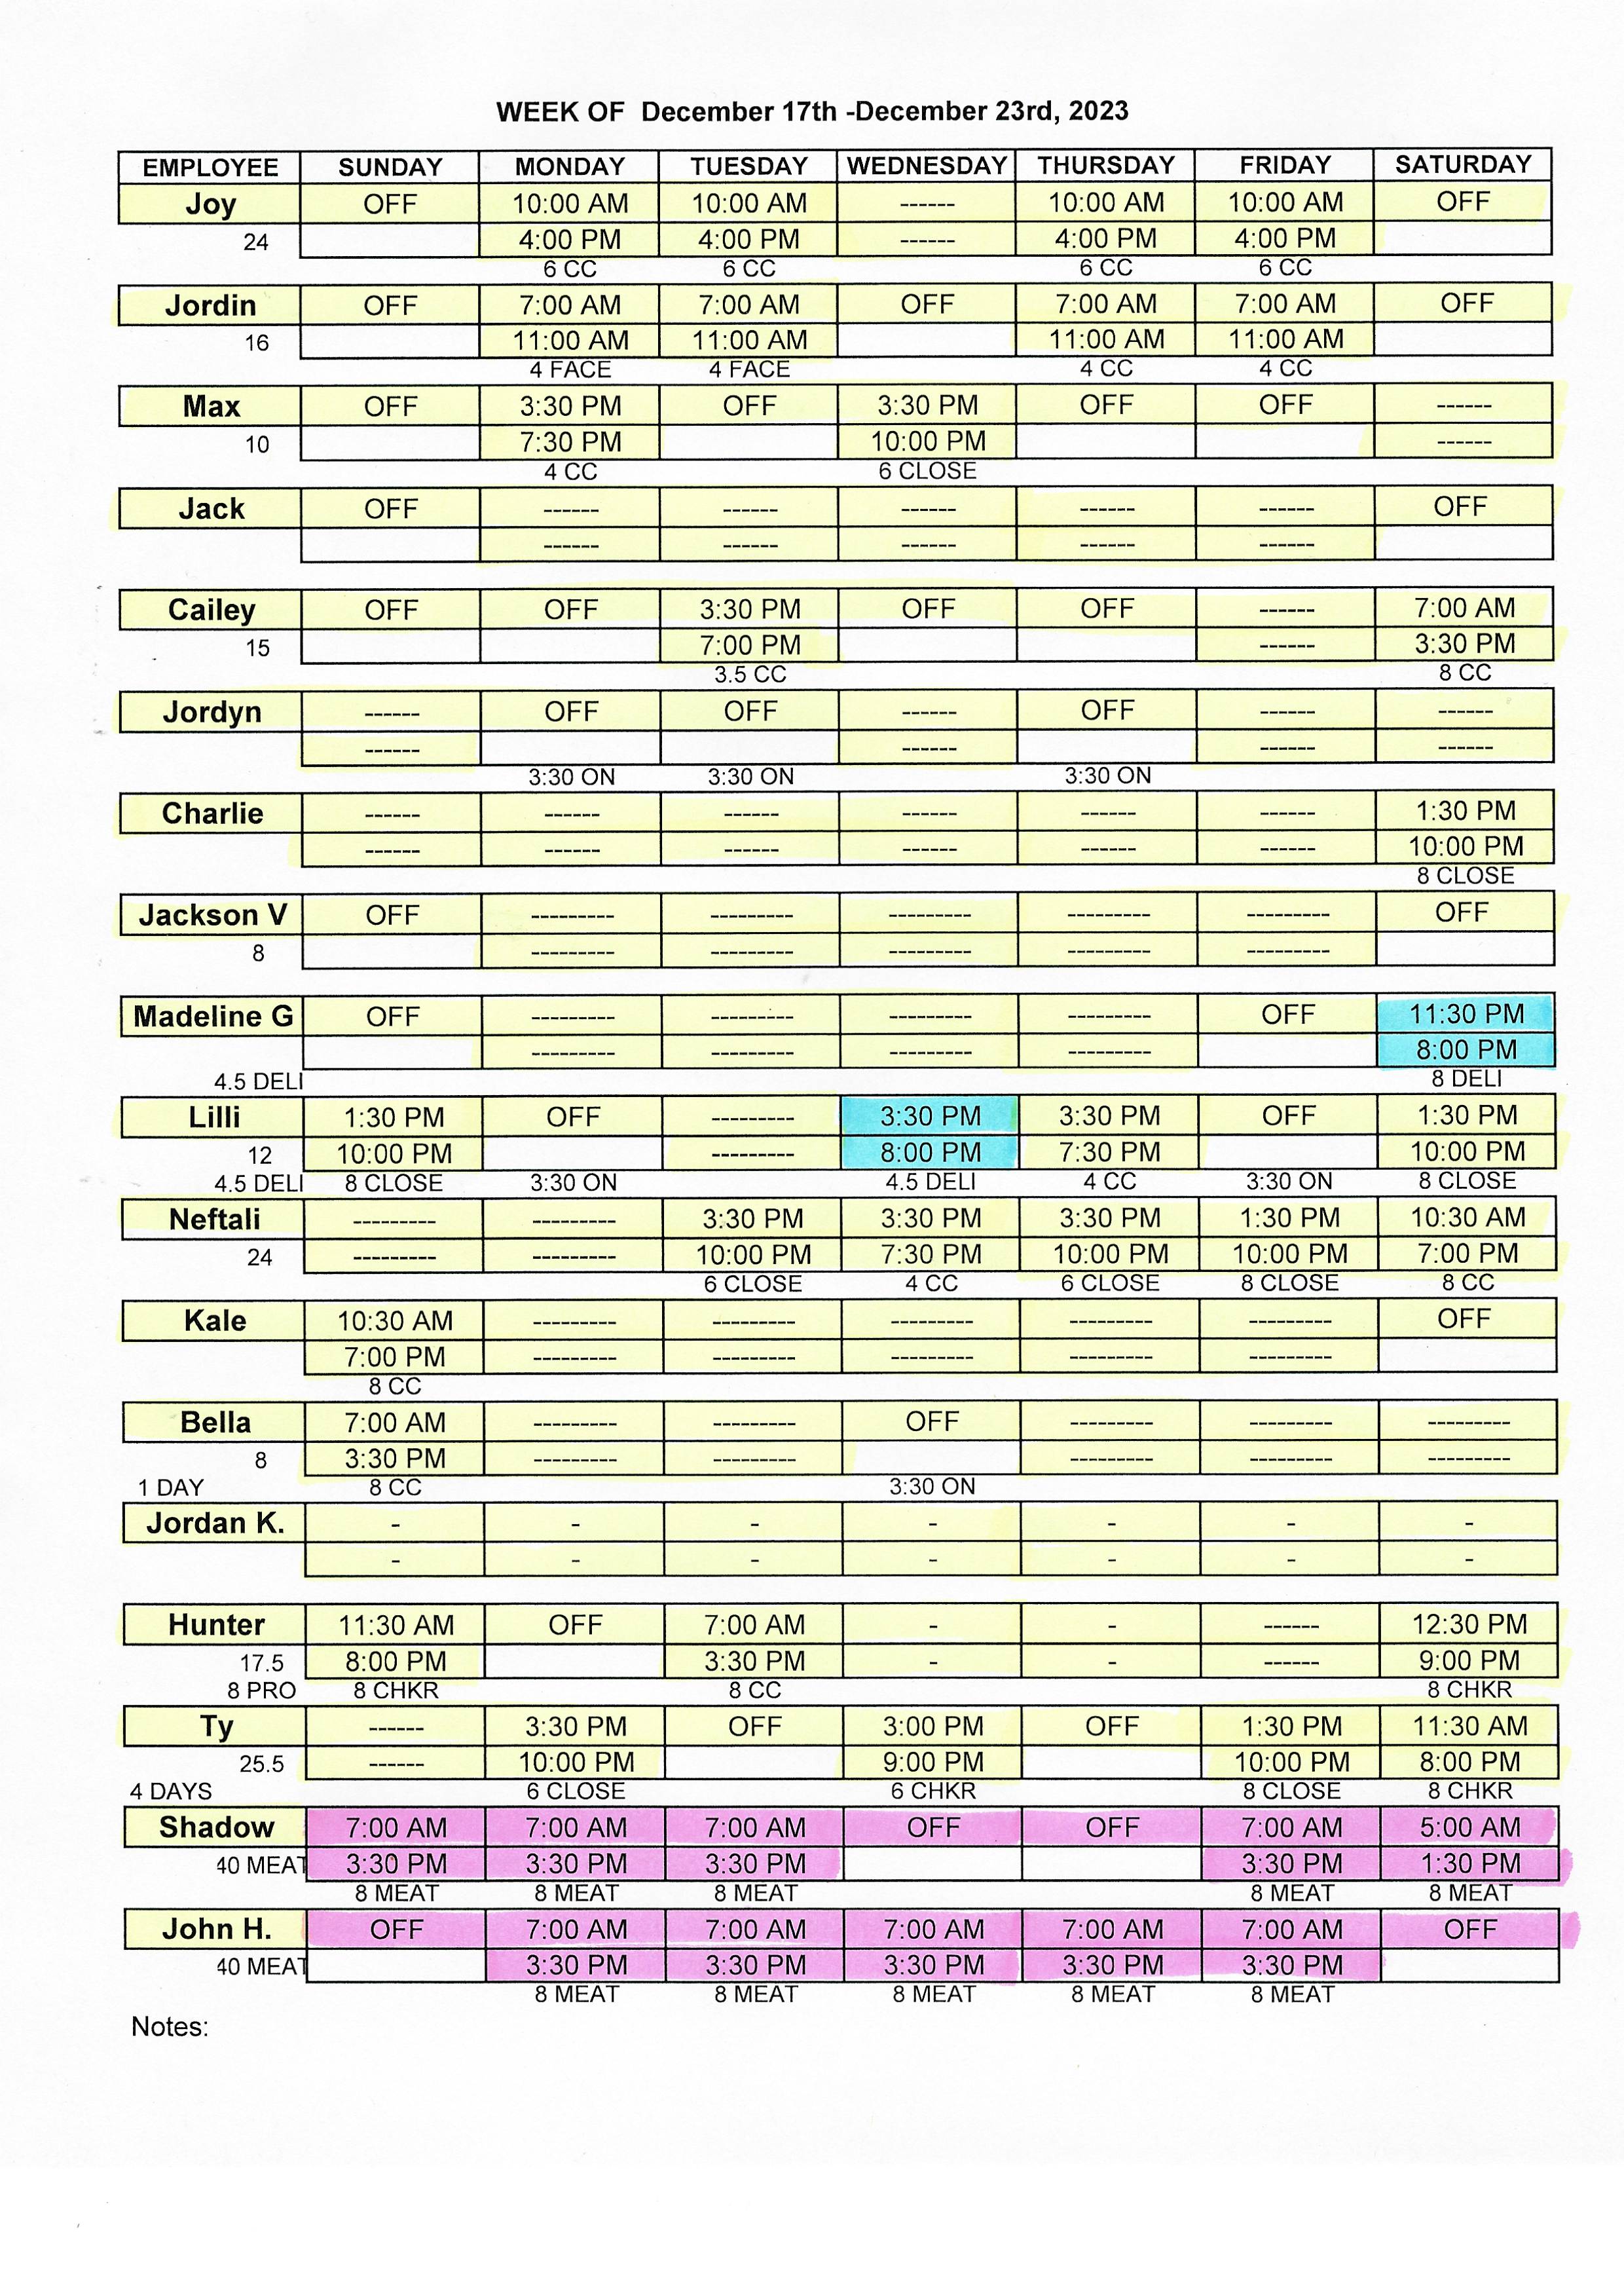 WEEK OF December 17th -December 23rd, 2023
EMPLOYEE SUNDAY MONDAY TUESDAY WEDNESDAY THURSDAY FRIDAY SATURDAY
Joy OFF 10:00 AM 10:00 AM ------ 10:00 AM 10:00 AM OFF
24 4:00 PM 4:00 PM ------ 4:00 PM 4:00 PM
6 CC 6 CC 6 CC 6 CC
Jordin OFF 7:00 AM 7:00 AM OFF 7:00 AM 7:00 AM OFF
16 11:00 AM 11:00 AM 11:00 AM 11:00 AM
4 FACE 4 FACE 4 CC 4 CC
Max OFF 3:30 PM OFF 3:30 PM OFF OFF ------
10 7:30 PM 10:00 PM ------
4 CC 6 CLOSE
Jack OFF ------ ------ ------ ------ ------ OFF
------ ------ ------ ------ ------
Cailey OFF OFF 3:30 PM OFF OFF ------ 7:00 AM
15 7:00 PM ------ 3:30 PM
3.5 CC 8 CC
Jordyn ------ OFF OFF ------ OFF ------ ------
------ ------ ------ ------
3:30 ON 3:30 ON 3:30 ON
Charlie ------ ------ ------ ------ ------ ------ 1:30 PM
------ ------ ------ ------ ------ ------ 10:00 PM
8 CLOSE
Jackson V OFF --------- --------- --------- --------- --------- OFF
8 --------- --------- --------- --------- ---------
Madeline G OFF --------- --------- --------- --------- OFF 11:30 PM
--------- --------- --------- --------- 8:00 PM
4.5 DELI 8 DELI
Lilli 1:30 PM OFF --------- 3:30 PM 3:30 PM OFF 1:30 PM
12 10:00 PM --------- 8:00 PM 7:30 PM 10:00 PM
4.5 DELI 8 CLOSE 3:30 ON 4.5 DELI 4 CC 3:30 ON 8 CLOSE
Neftali --------- --------- 3:30 PM 3:30 PM 3:30 PM 1:30 PM 10:30 AM
24 --------- --------- 10:00 PM 7:30 PM 10:00 PM 10:00 PM 7:00 PM
6 CLOSE 4 CC 6 CLOSE 8 CLOSE 8 CC
Kale 10:30 AM --------- --------- --------- --------- --------- OFF
7:00 PM --------- --------- --------- --------- ---------
8 CC
Bella 7:00 AM --------- --------- OFF --------- --------- ---------
8 3:30 PM --------- --------- --------- --------- ---------
1 DAY 8 CC 3:30 ON
Jordan K. - - - - - - -
- - - - - - -
Hunter 11:30 AM OFF 7:00 AM - - ------ 12:30 PM
17.5 8:00 PM 3:30 PM - - ------ 9:00 PM
8 PRO 8 CHKR 8 CC 8 CHKR
Ty ------ 3:30 PM OFF 3:00 PM OFF 1:30 PM 11:30 AM
25.5 ------ 10:00 PM 9:00 PM 10:00 PM 8:00 PM
4 DAYS 6 CLOSE 6 CHKR 8 CLOSE 8 CHKR
Shadow 7:00 AM 7:00 AM 7:00 AM OFF OFF 7:00 AM 5:00 AM
40 MEAT 3:30 PM 3:30 PM 3:30 PM 3:30 PM 1:30 PM
8 MEAT 8 MEAT 8 MEAT 8 MEAT 8 MEAT
John H. OFF 7:00 AM 7:00 AM 7:00 AM 7:00 AM 7:00 AM OFF
40 MEAT 3:30 PM 3:30 PM 3:30 PM 3:30 PM 3:30 PM
8 MEAT 8 MEAT 8 MEAT 8 MEAT 8 MEAT
Notes: